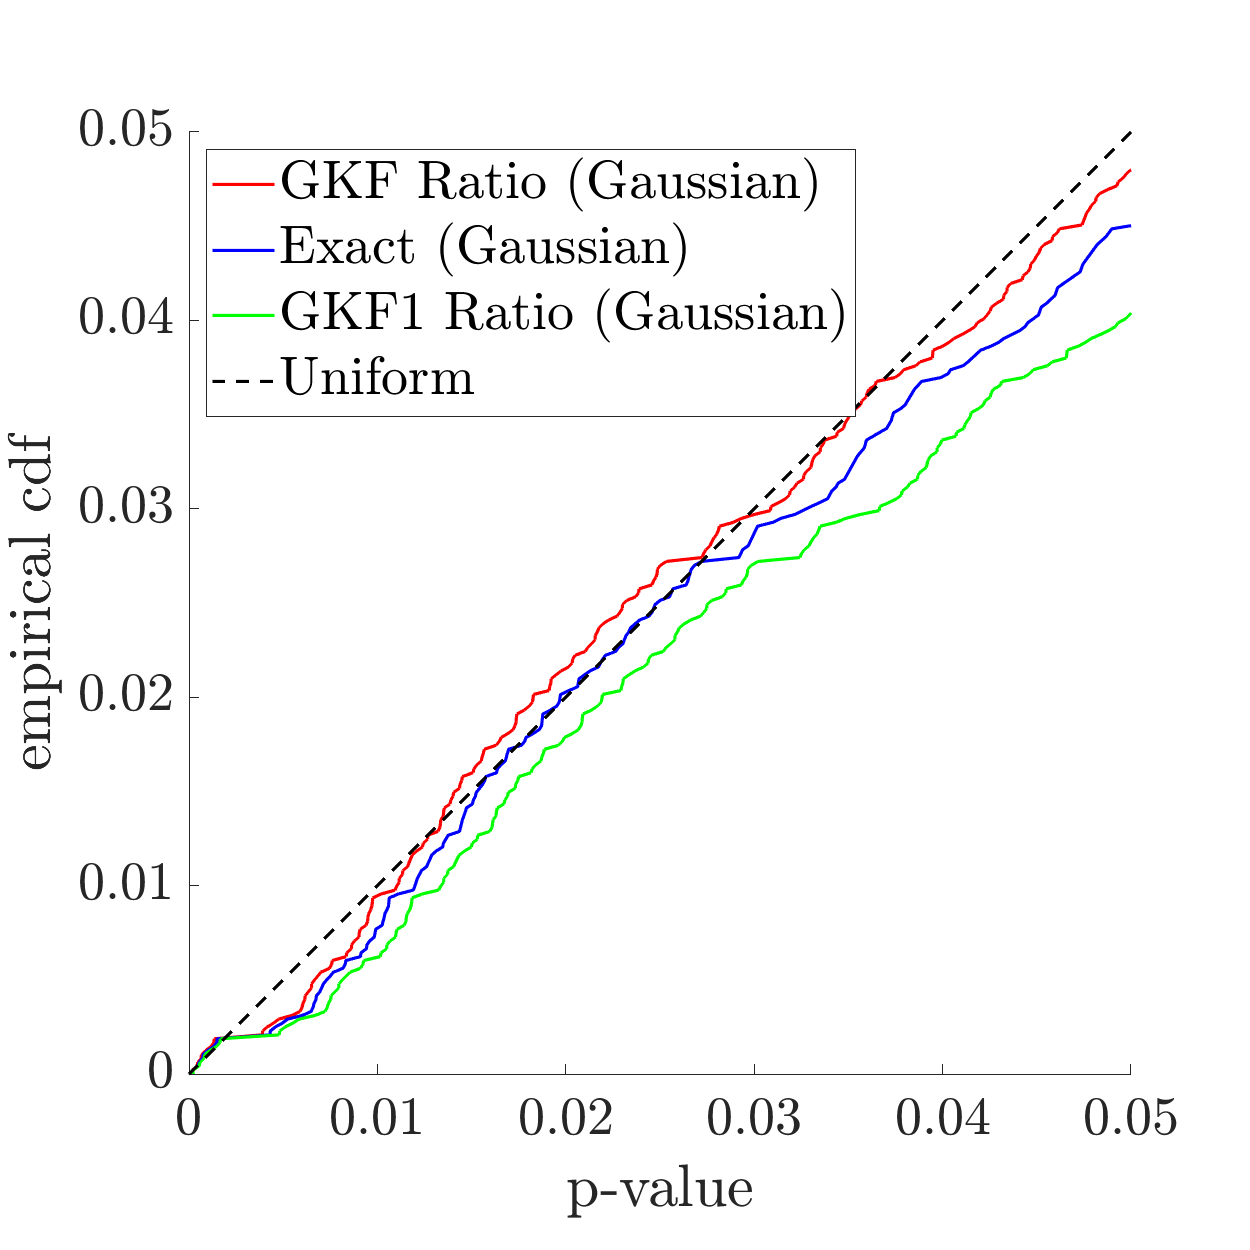 0.05
0.04
0.03
0.02
0.01
0
empirical cdf
GKF Ratio (Gaussian)
Exact (Gaussian)
GKF1 Ratio (Gaussian)
Uniform
0 0.01 0.02 0.03 0.04 0.05
p-value